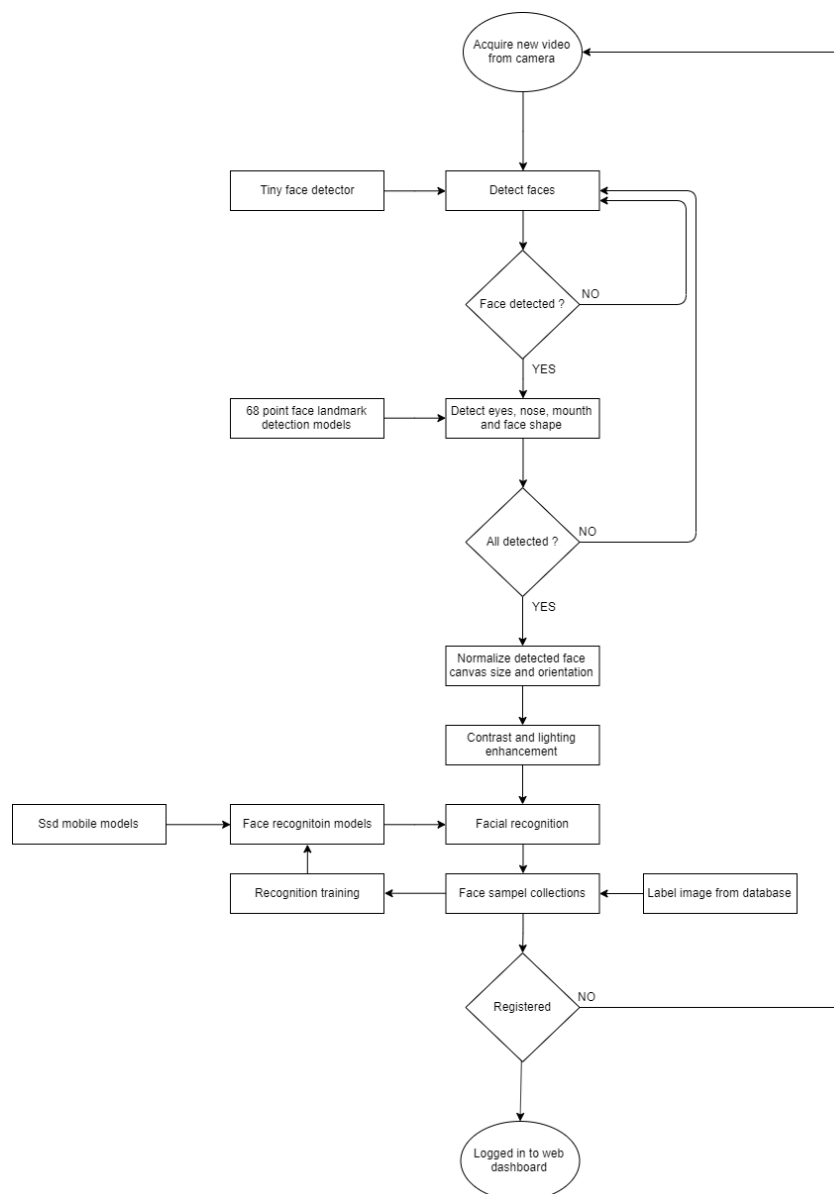 Acquire new video
from camera
Tiny face detector
Detect faces
Face detected ?
NO
YES
68 point face landmark
detection models
Detect eyes, nose, mounth
and face shape
All detected ?
NO
YES
Normalize detected face
canvas size and orientation
Contrast and lighting
enhancement
Ssd mobile models
Face recognitoin models
Facial recognition
Recognition training
Face sampel collections
Label image from database
Registered
NO
Logged in to web
dashboard